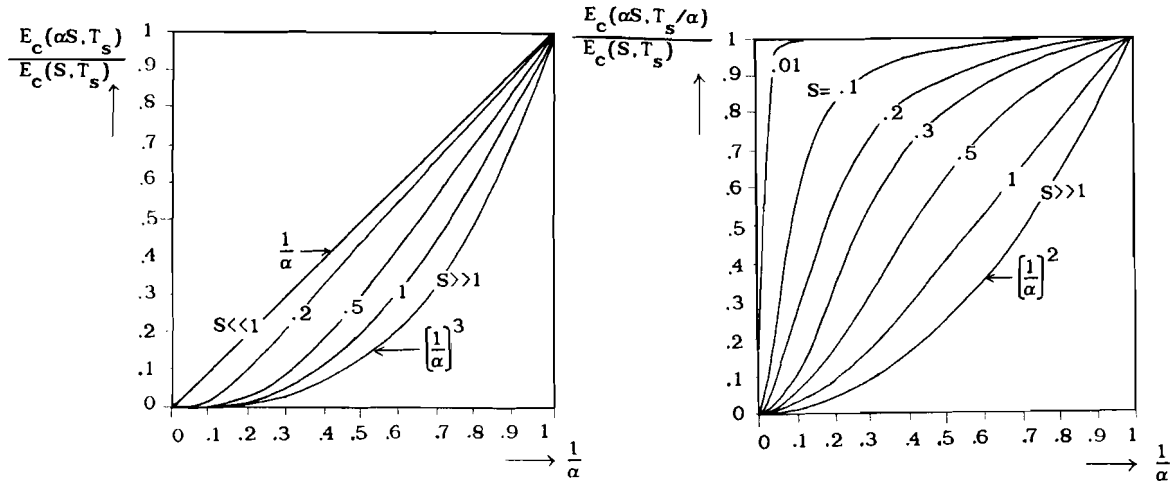 E_c(αS,T_s)
E_c(S,T_s)
1
.9
.8
.7
.6
.5
.4
.3
.2
.1
0
1/α
S<<1
.2
.5
1
S>>1
[1/α]^3
0 .1 .2 .3 .4 .5 .6 .7 .8 .9 1
1/α
E_c(αS,T_s/α)
E_c(S,T_s)
1
.9
.8
.7
.6
.5
.4
.3
.2
.1
0
.01
S= .1
.2
.3
.5
1
S>>1
[1/α]^2
0 .1 .2 .3 .4 .5 .6 .7 .8 .9 1
1/α